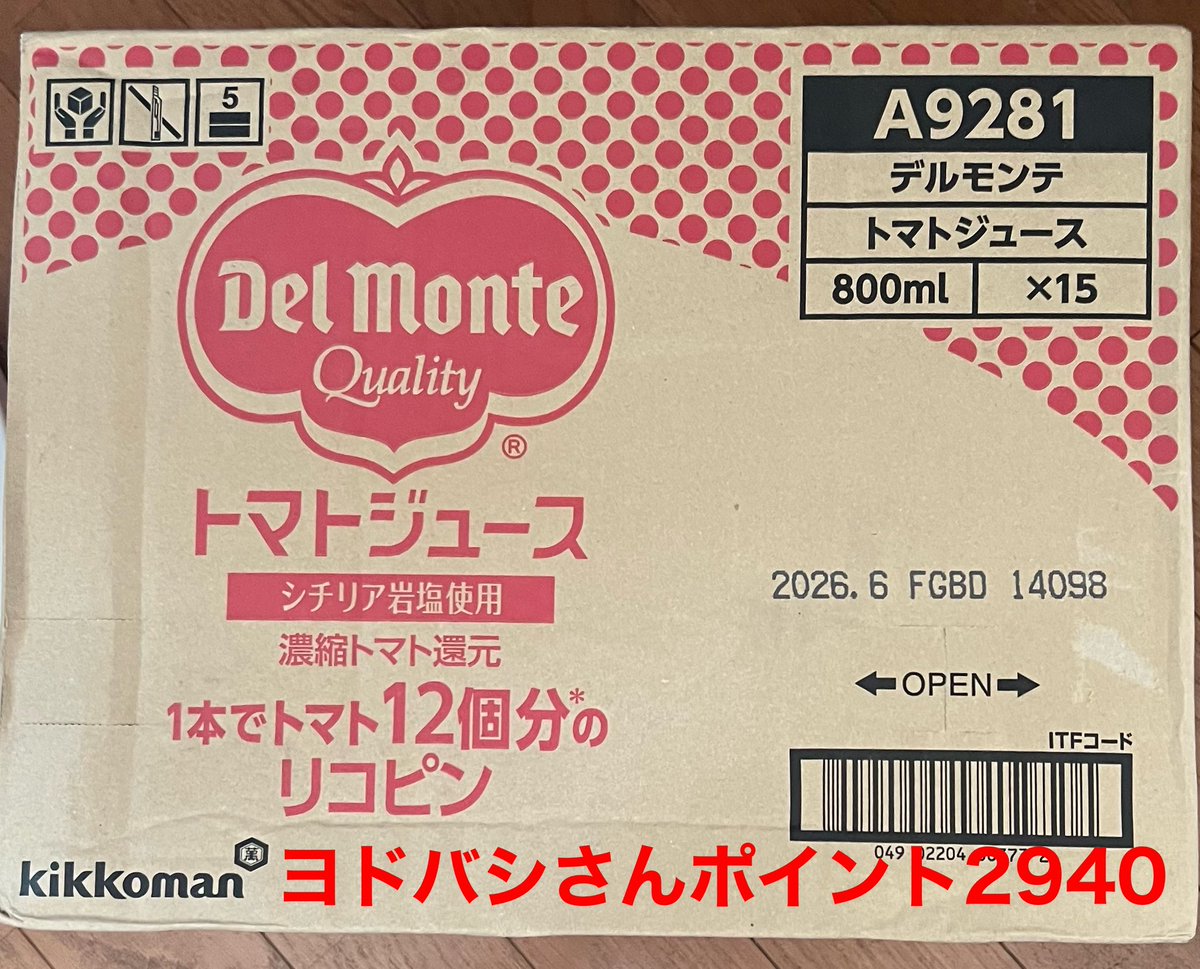 5
A9281
デルモンテ
トマトジュース
800ml ×15
Del Monte
Quality
®
トマトジュース
シチリア岩塩使用
濃縮トマト還元
1本でトマト12個分*の
リコピン
2026.6 FGBD 14098
OPEN
ITFコード
kikkoman
萬
ヨドバシさんポイント2940